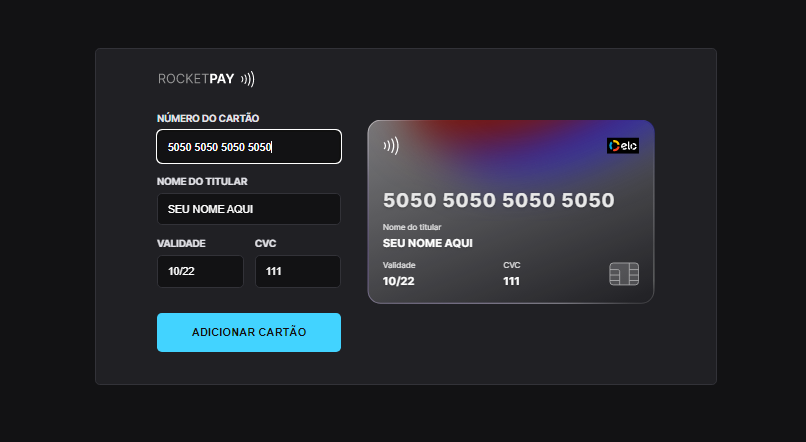 ROCKETPAY
NÚMERO DO CARTÃO
5050 5050 5050 5050
NOME DO TITULAR
SEU NOME AQUI
VALIDADE CVC
10/22 111
ADICIONAR CARTÃO
elo
5050 5050 5050 5050
Nome do titular
SEU NOME AQUI
Validade CVC
10/22 111